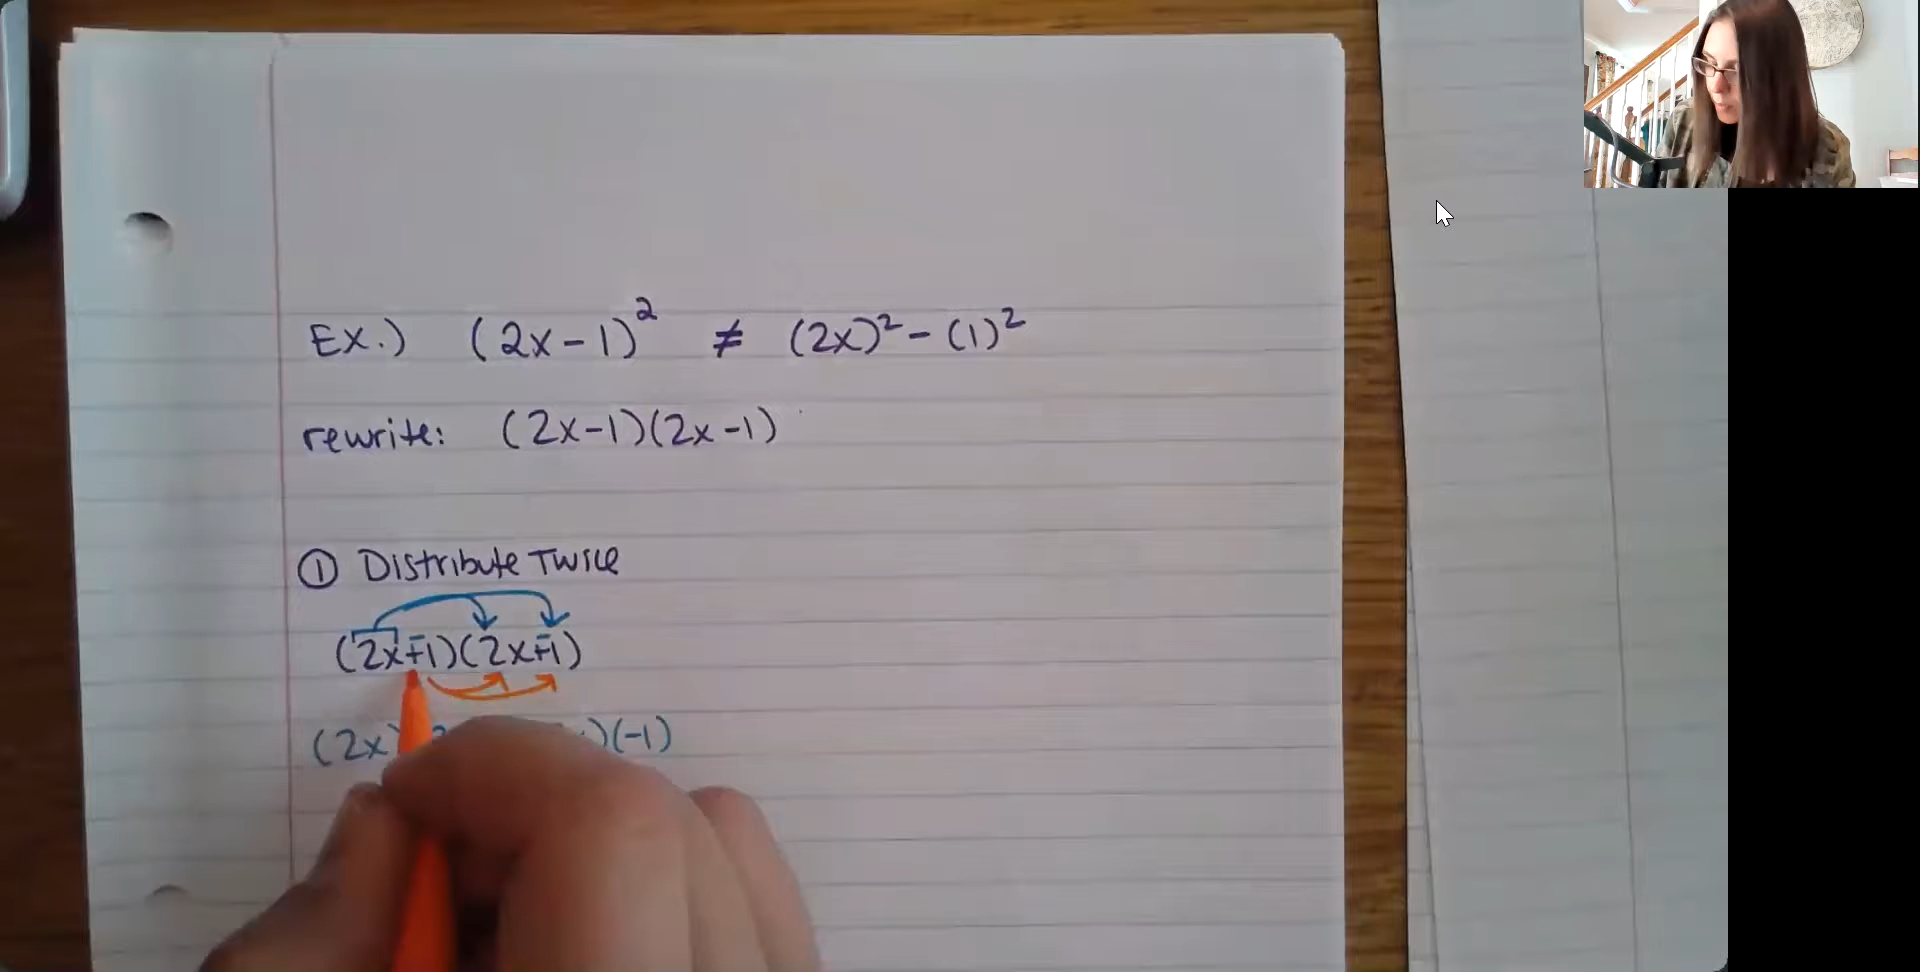 Ex.) (2x-1)² ≠ (2x)² - (1)²
rewrite: (2x-1)(2x-1)
① Distribute Twice
(2x+⁻1)(2x+⁻1)
(2x) )(-1)